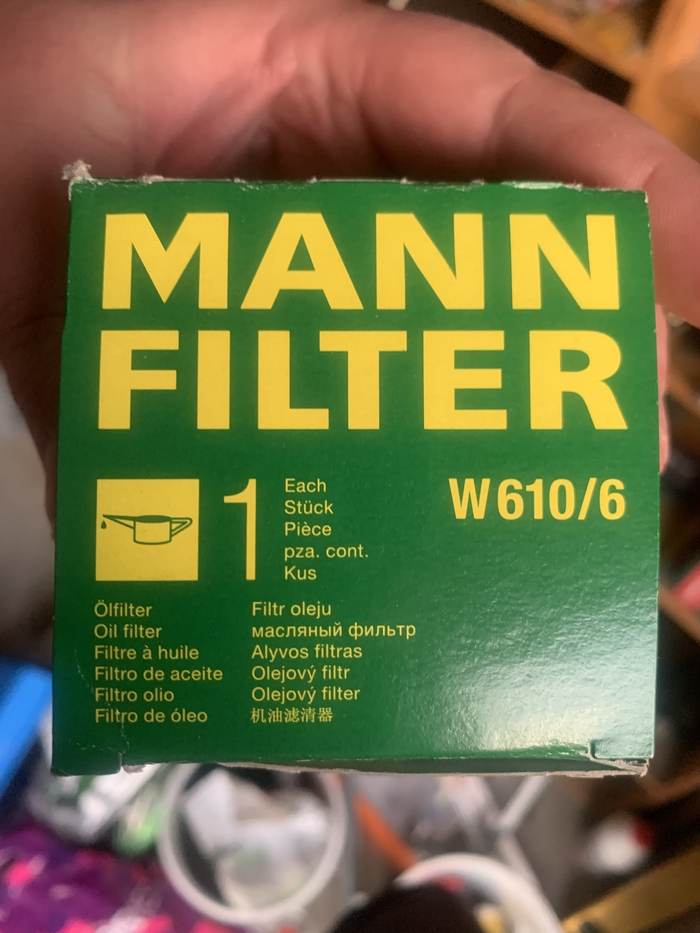 MANN
FILTER
1
Each
Stück
Pièce
pza. cont.
Kus
W 610/6
Ölfilter
Oil filter
Filtre à huile
Filtro de aceite
Filtro olio
Filtro de óleo
Filtr oleju
масляный фильтр
Alyvos filtras
Olejový filtr
Olejový filter
机油滤清器